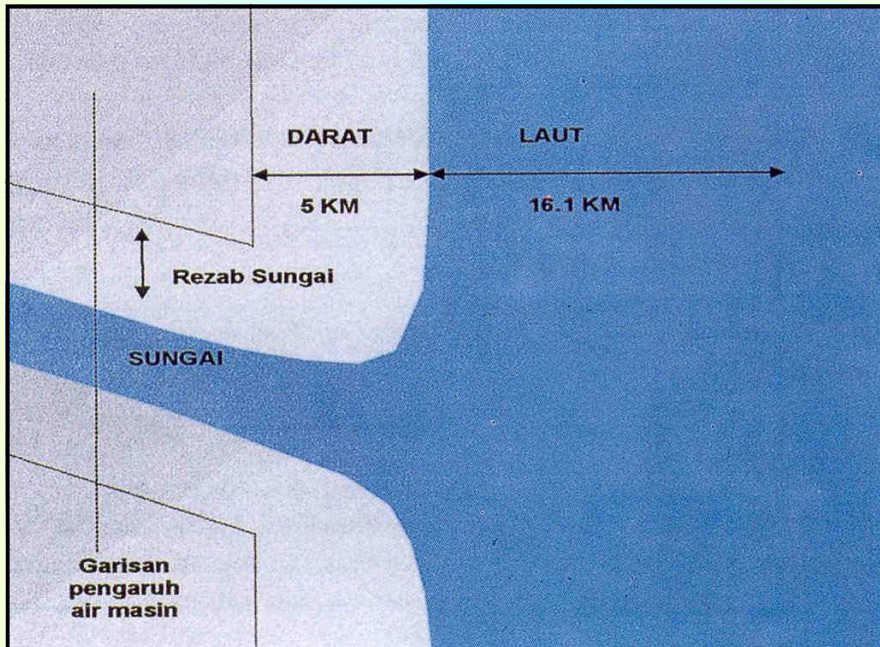 DARAT
LAUT
5 KM
16.1 KM
Rezab Sungai
SUNGAI
Garisan
pengaruh
air masin